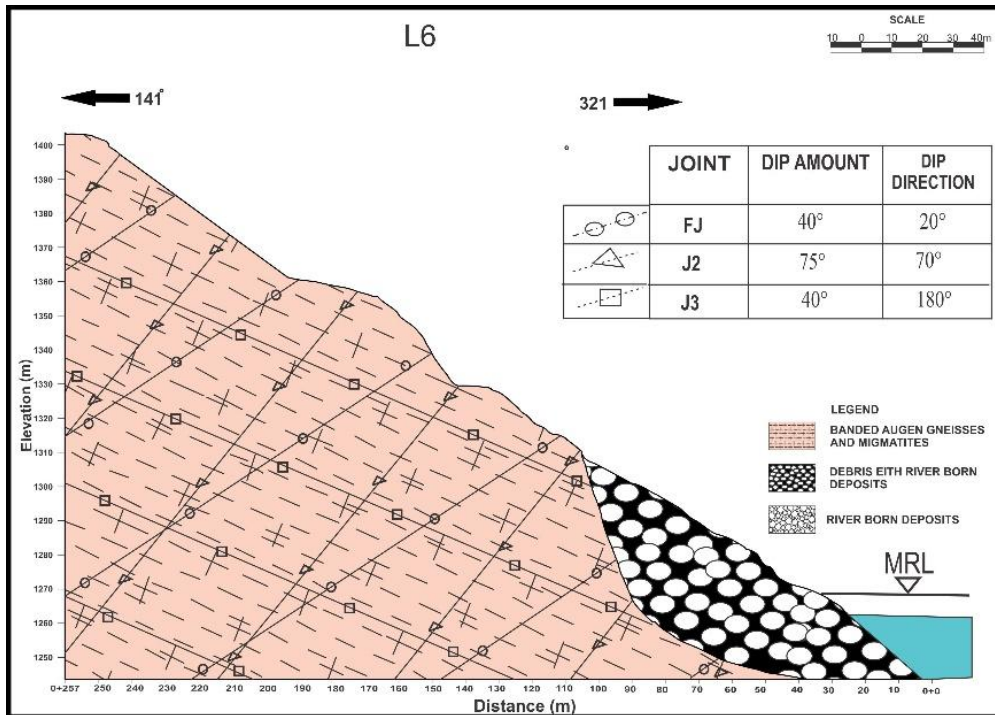 L6
SCALE
10 0 10 20 30 40m
141°
321
°
JOINT DIP AMOUNT DIP DIRECTION
FJ 40° 20°
J2 75° 70°
J3 40° 180°
LEGEND
BANDED AUGEN GNEISSES
AND MIGMATITES
DEBRIS EITH RIVER BORN
DEPOSITS
RIVER BORN DEPOSITS
MRL
Elevation (m)
1400
1390
1380
1370
1360
1350
1340
1330
1320
1310
1300
1290
1280
1270
1260
1250
0+257 250 240 230 220 210 200 190 180 170 160 150 140 130 120 110 100 90 80 70 60 50 40 30 20 10 0+0
Distance (m)